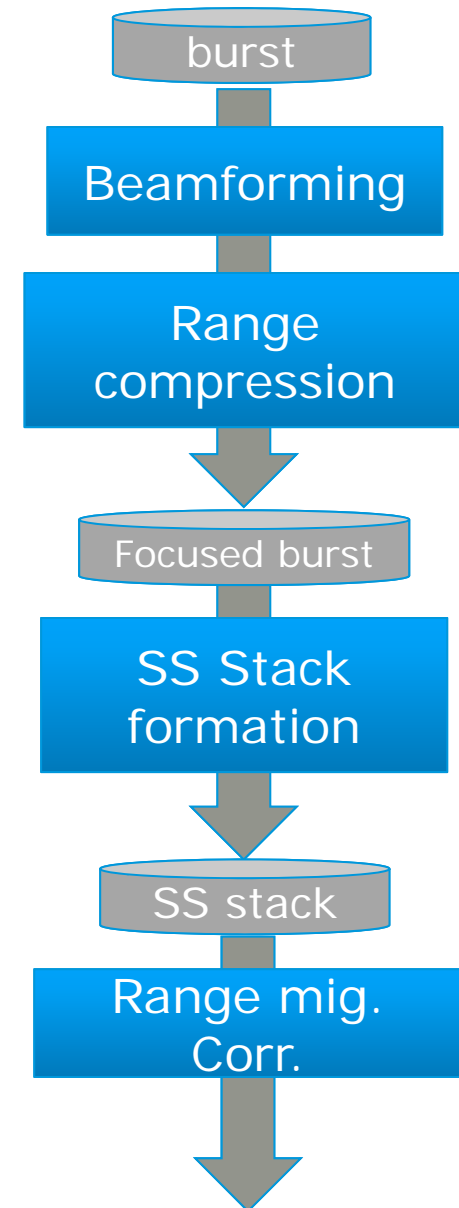 burst
Beamforming
Range
compression
Focused burst
SS Stack
formation
SS stack
Range mig.
Corr.